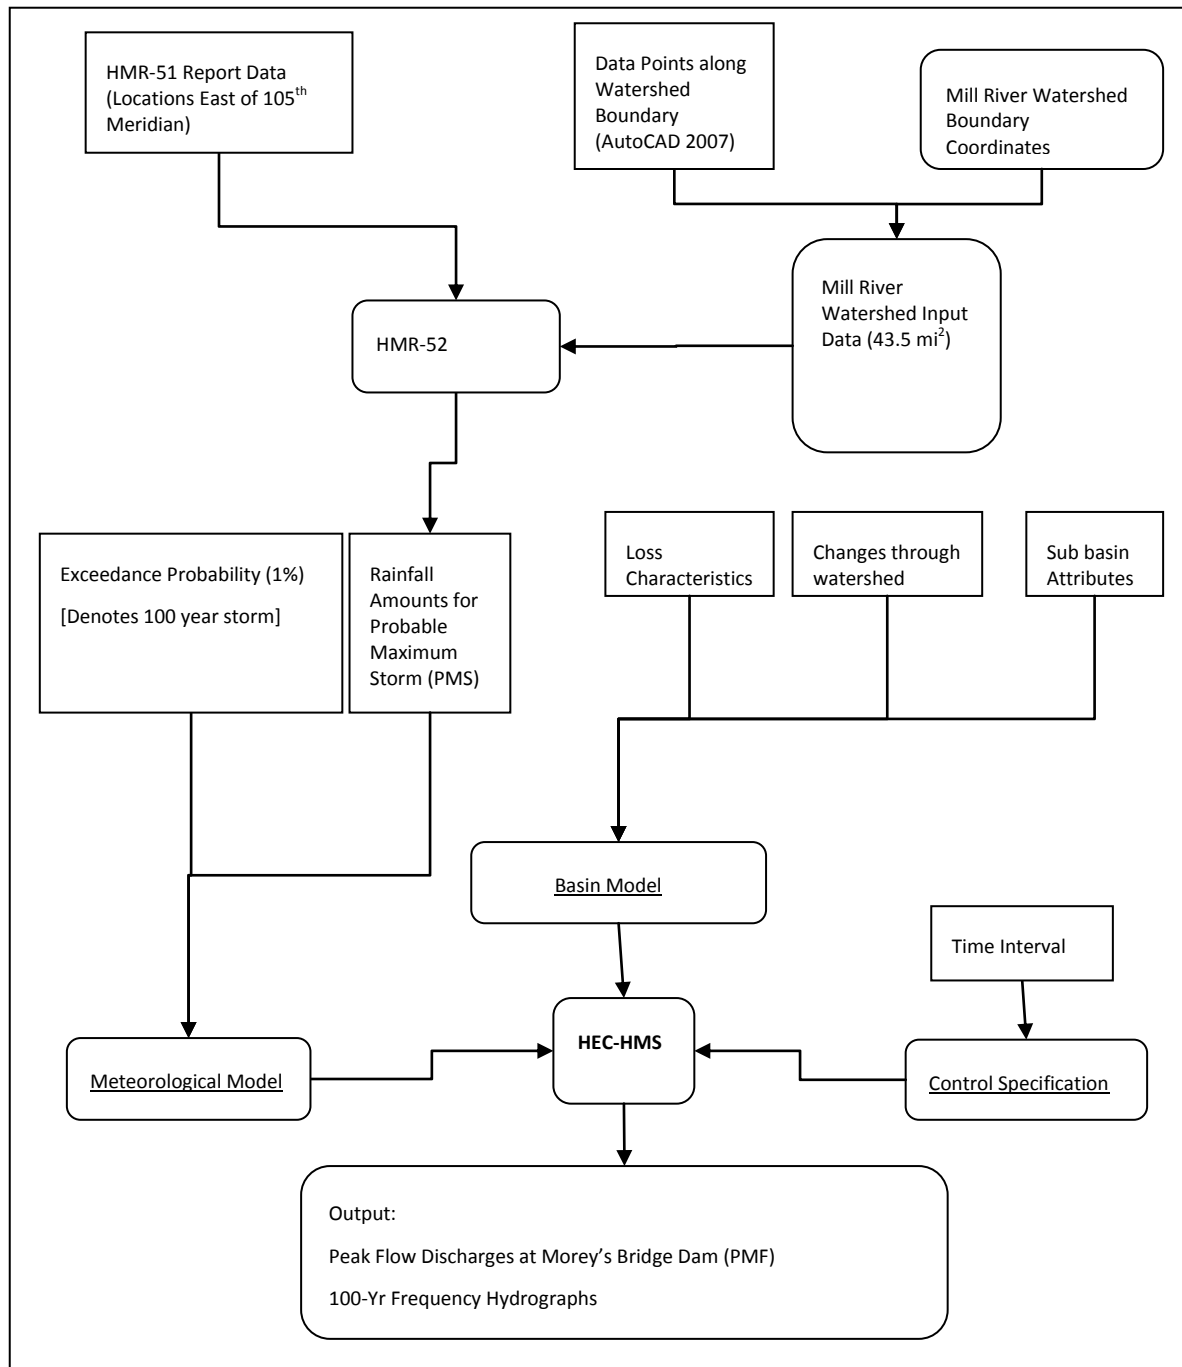 HMR-51 Report Data
(Locations East of 105th
Meridian)
Data Points along
Watershed
Boundary
(AutoCAD 2007)
Mill River Watershed
Boundary
Coordinates
Mill River
Watershed Input
Data (43.5 mi2)
HMR-52
Exceedance Probability (1%)
[Denotes 100 year storm]
Rainfall
Amounts for
Probable
Maximum
Storm (PMS)
Loss
Characteristics
Changes through
watershed
Sub basin
Attributes
Basin Model
Time Interval
HEC-HMS
Meteorological Model
Control Specification
Output:
Peak Flow Discharges at Morey’s Bridge Dam (PMF)
100-Yr Frequency Hydrographs